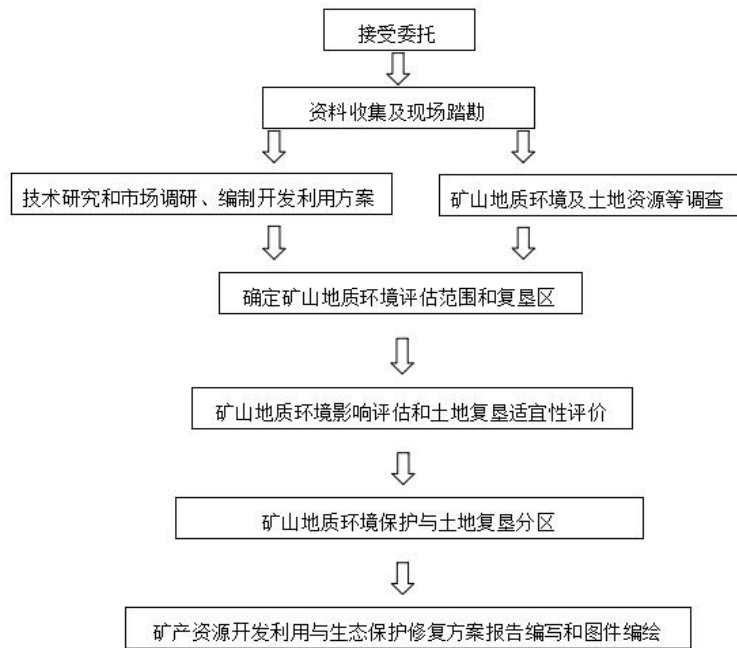 接受委托
资料收集及现场踏勘
技术研究和市场调研、编制开发利用方案
矿山地质环境及土地资源等调查
确定矿山地质环境评估范围和复垦区
矿山地质环境影响评估和土地复垦适宜性评价
矿山地质环境保护与土地复垦分区
矿产资源开发利用与生态保护修复方案报告编写和图件编绘